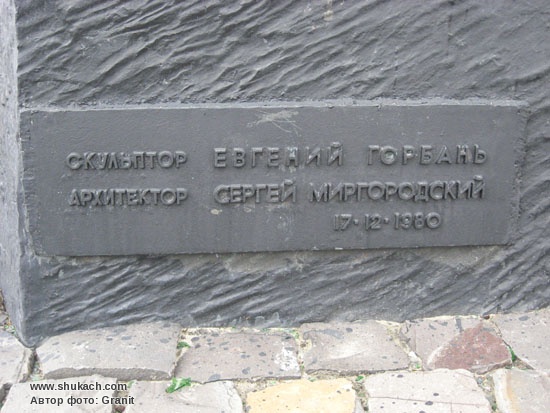 СКУЛЬПТОР ЕВГЕНИЙ ГОРБАНЬ
АРХИТЕКТОР СЕРГЕЙ МИРГОРОДСКИЙ
17·12·1980
www.shukach.com
Автор фото: Granit